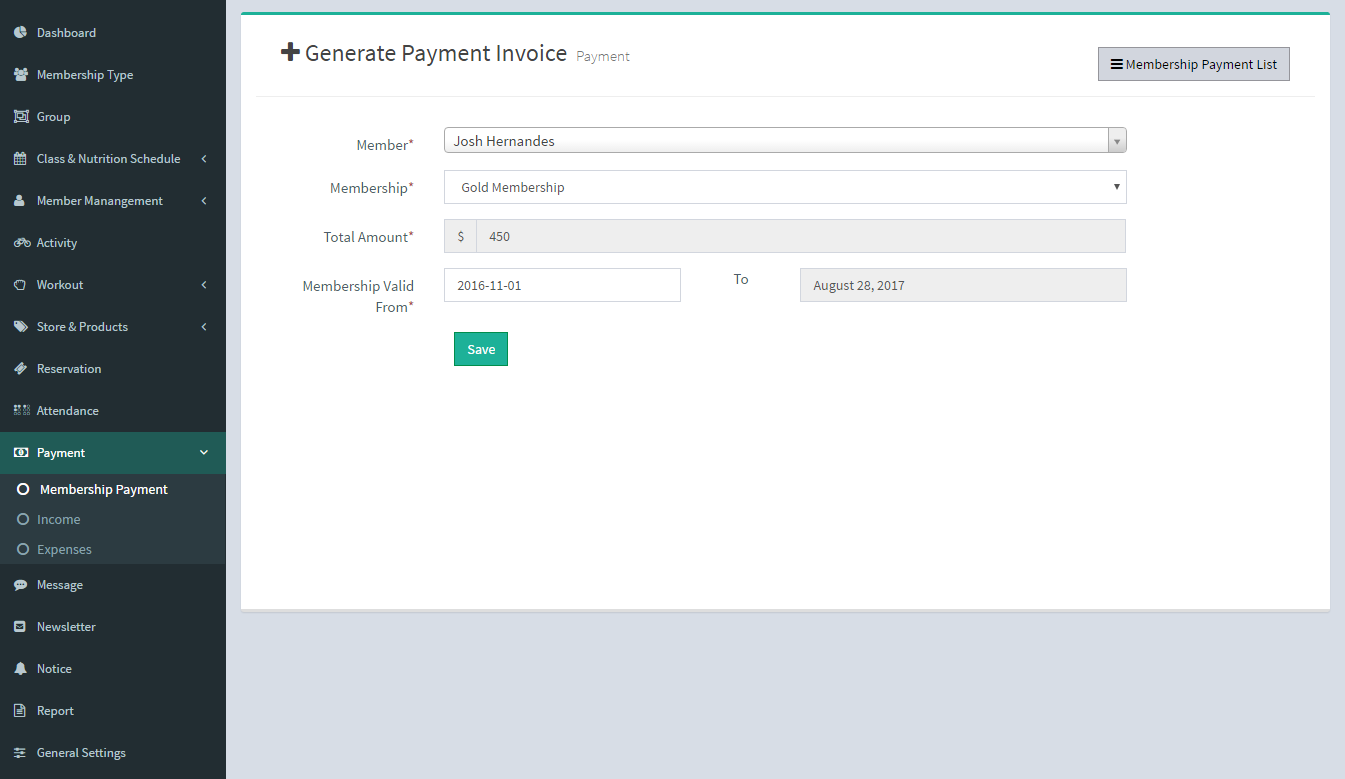 Dashboard
Membership Type
Group
Class & Nutrition Schedule
Member Manangement
Activity
Workout
Store & Products
Reservation
Attendance
Payment
Membership Payment
Income
Expenses
Message
Newsletter
Notice
Report
General Settings
Generate Payment Invoice Payment
Membership Payment List
Member* Josh Hernandes
Membership* Gold Membership
Total Amount* $ 450
Membership Valid From* 2016-11-01 To August 28, 2017
Save